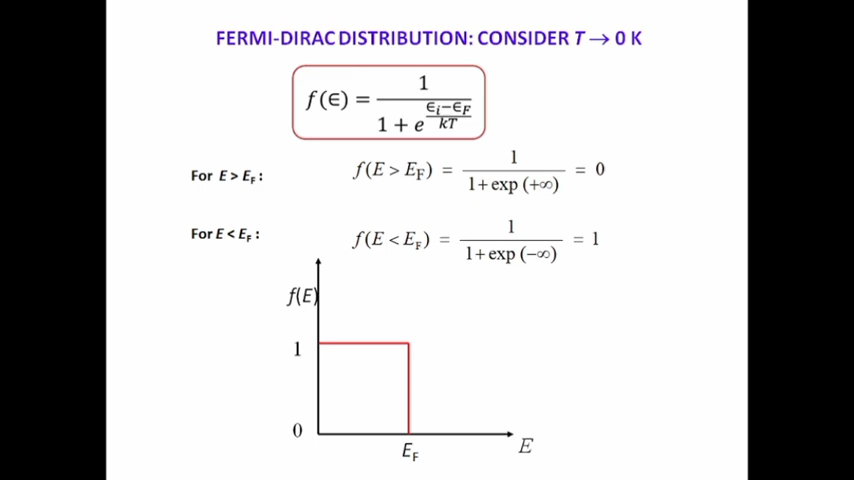 FERMI-DIRAC DISTRIBUTION: CONSIDER T → 0 K
f(∈) = 1 / (1 + e^((∈i−∈F)/kT))
For E > EF : f(E > EF) = 1 / (1+exp (+∞)) = 0
For E < EF : f(E < EF) = 1 / (1+exp (−∞)) = 1
f(E)
1
0
EF
E